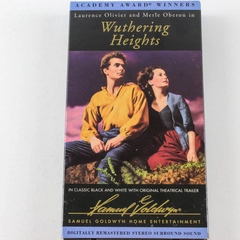 ACADEMY AWARD® WINNERS
Laurence Olivier and Merle Oberon in
Wuthering
Heights
IN CLASSIC BLACK AND WHITE WITH ORIGINAL THEATRICAL TRAILER
Samuel Goldwyn
SAMUEL GOLDWYN HOME ENTERTAINMENT
DIGITALLY REMASTERED STEREO SURROUND SOUND